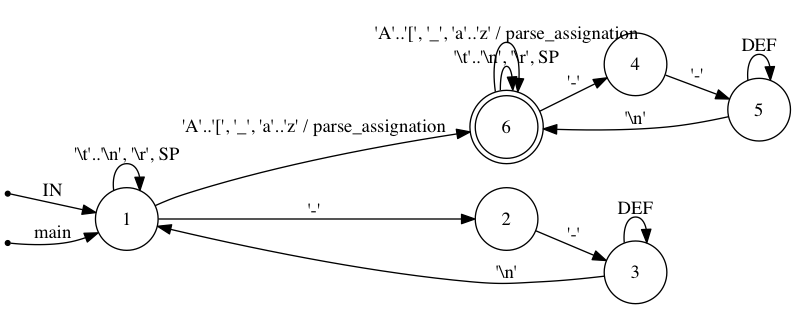 'A'..'[', '_', 'a'..'z' / parse_assignation
'\t'..'\n', '\r', SP
4
'-'
'-'
DEF
5
6
'\n'
'A'..'[', '_', 'a'..'z' / parse_assignation
'\t'..'\n', '\r', SP
IN
main
1
'-'
2
'-'
DEF
3
'\n'